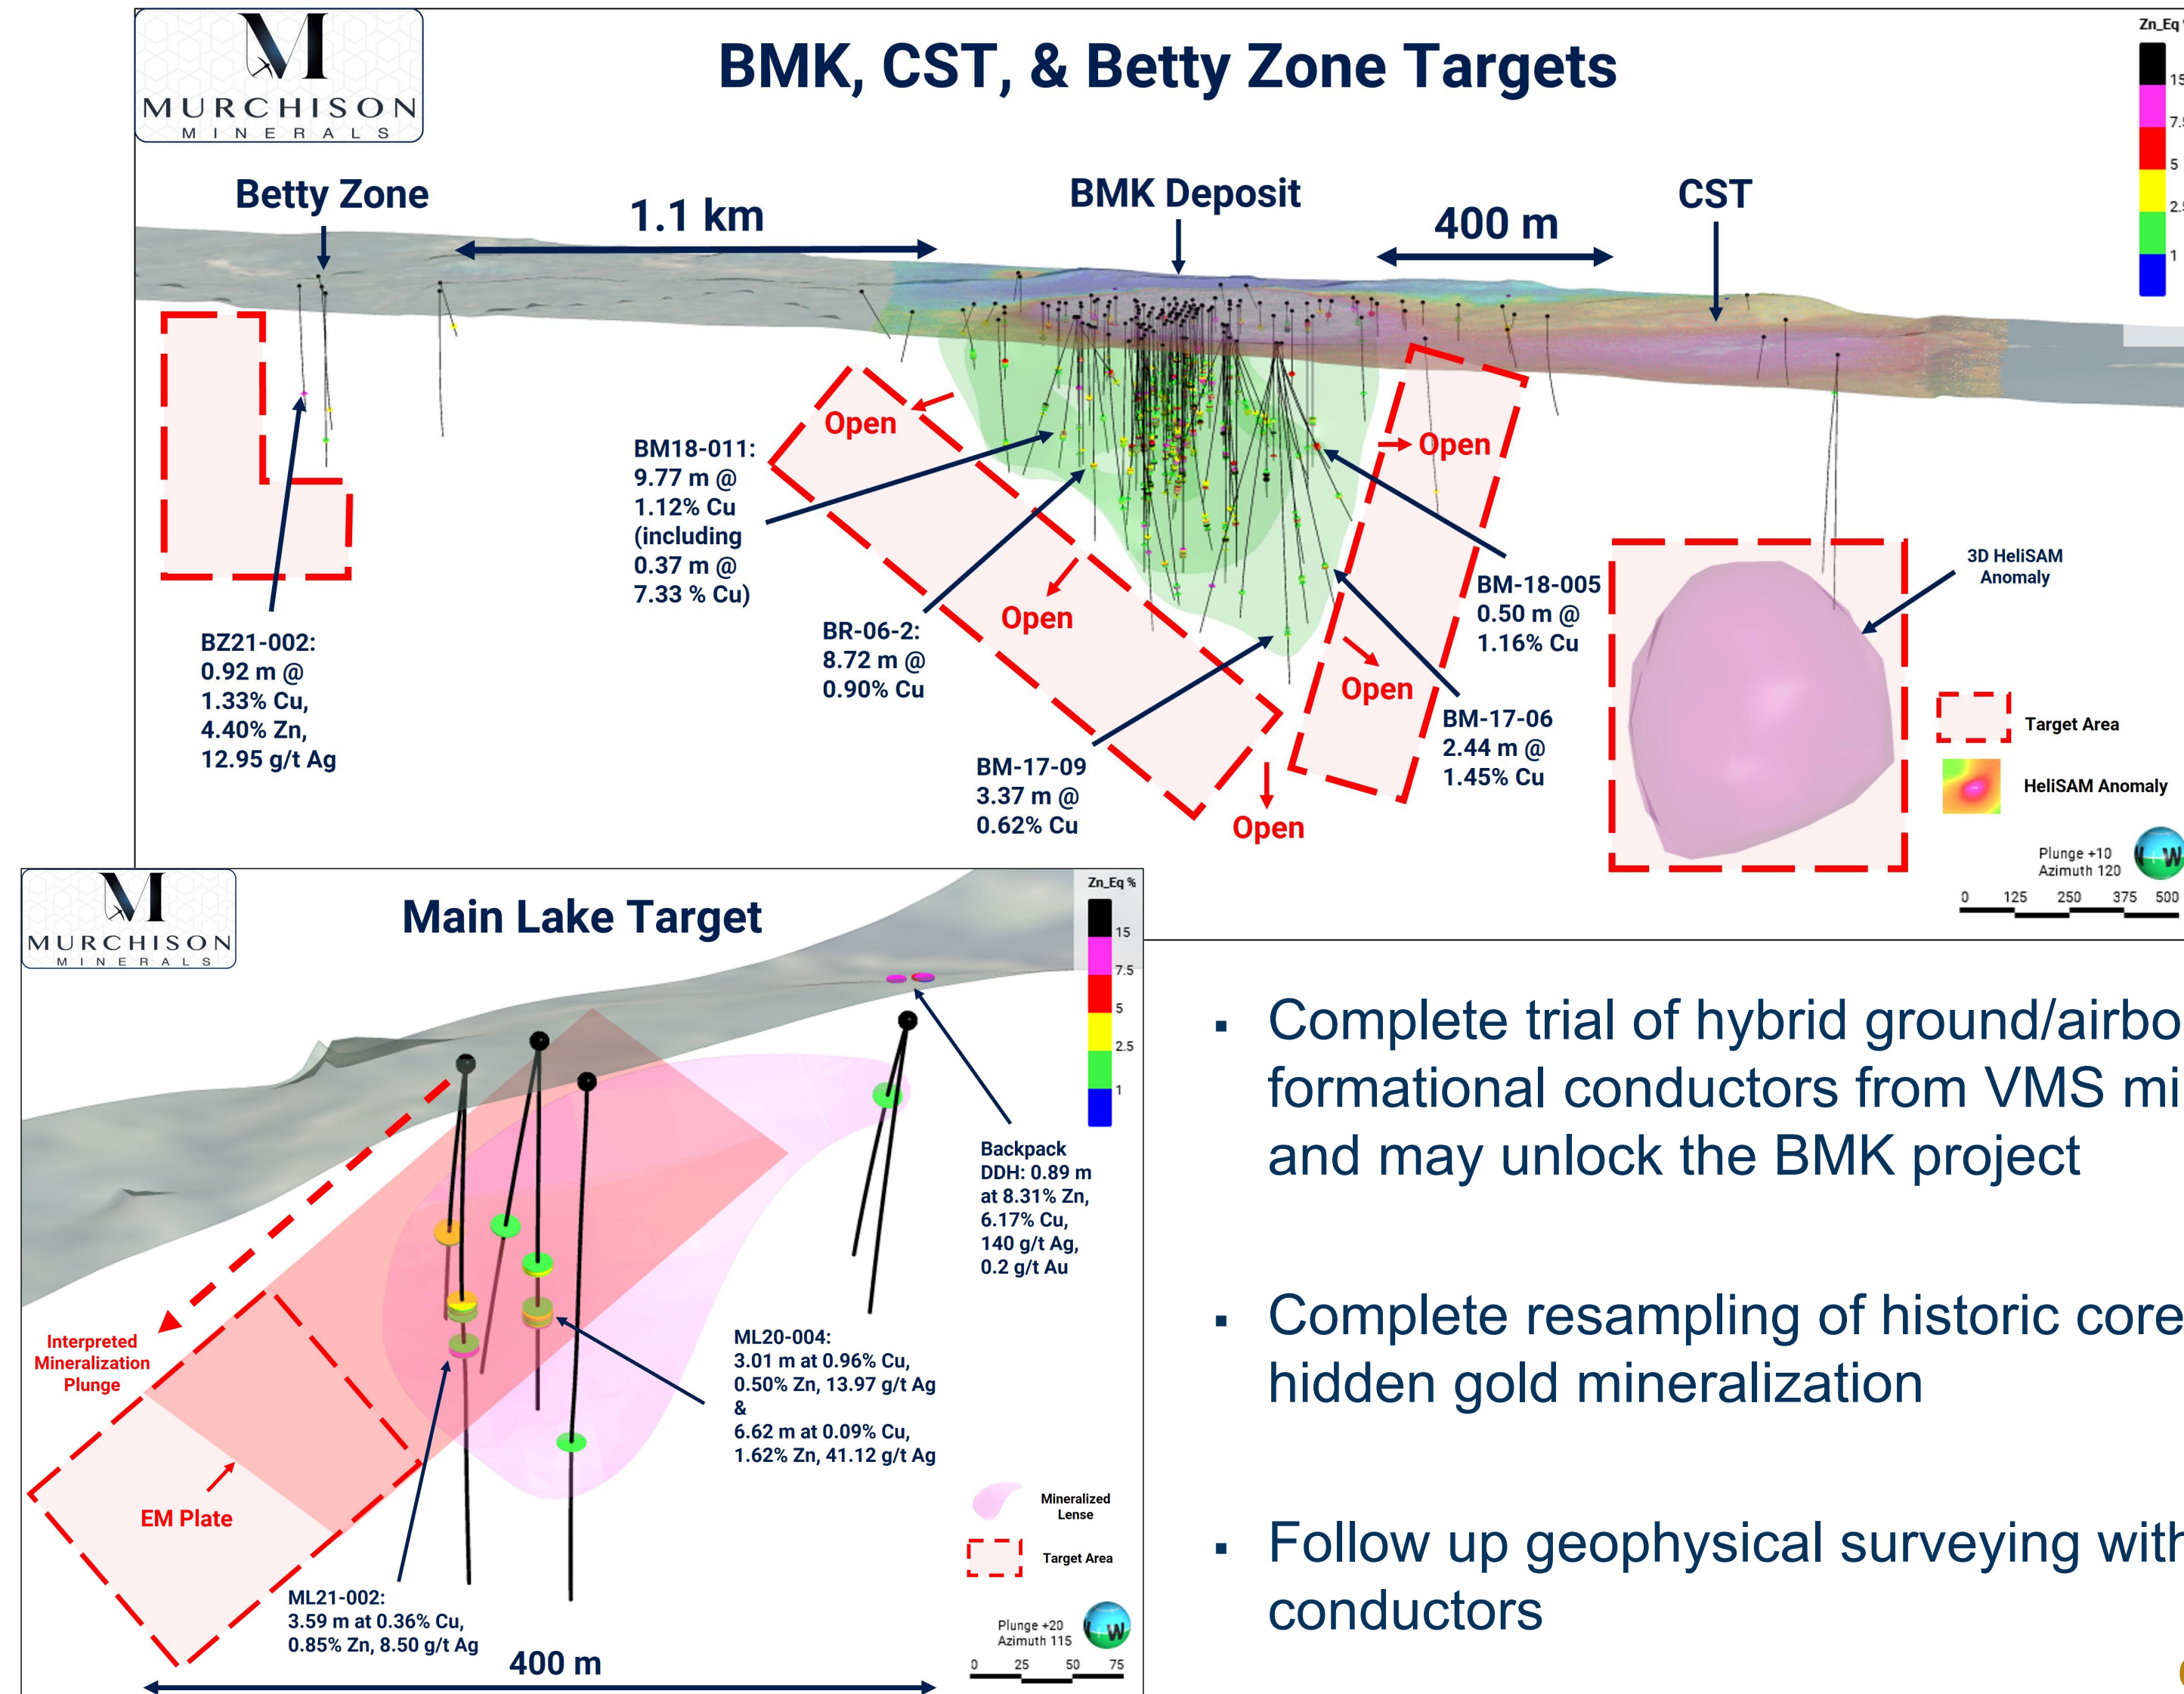 MURCHISON
MINERALS
BMK, CST, & Betty Zone Targets
Zn_Eq
15
7.5
5
2.5
1
Betty Zone
1.1 km
BMK Deposit
400 m
CST
Open
Open
Open
Open
Open
BM18-011:
9.77 m @
1.12% Cu
(including
0.37 m @
7.33 % Cu)
BZ21-002:
0.92 m @
1.33% Cu,
4.40% Zn,
12.95 g/t Ag
BR-06-2:
8.72 m @
0.90% Cu
BM-17-09
3.37 m @
0.62% Cu
BM-18-005
0.50 m @
1.16% Cu
BM-17-06
2.44 m @
1.45% Cu
3D HeliSAM
Anomaly
Target Area
HeliSAM Anomaly
Plunge +10
Azimuth 120
W
0 125 250 375 500
MURCHISON
MINERALS
Main Lake Target
Zn_Eq %
15
7.5
5
2.5
1
Backpack
DDH: 0.89 m
at 8.31% Zn,
6.17% Cu,
140 g/t Ag,
0.2 g/t Au
Interpreted
Mineralization
Plunge
EM Plate
ML20-004:
3.01 m at 0.96% Cu,
0.50% Zn, 13.97 g/t Ag
&
6.62 m at 0.09% Cu,
1.62% Zn, 41.12 g/t Ag
ML21-002:
3.59 m at 0.36% Cu,
0.85% Zn, 8.50 g/t Ag
400 m
Mineralized
Lense
Target Area
Plunge +20
Azimuth 115
W
0 25 50 75
▪ Complete trial of hybrid ground/airbo
formational conductors from VMS mi
and may unlock the BMK project
▪ Complete resampling of historic core
hidden gold mineralization
▪ Follow up geophysical surveying with
conductors